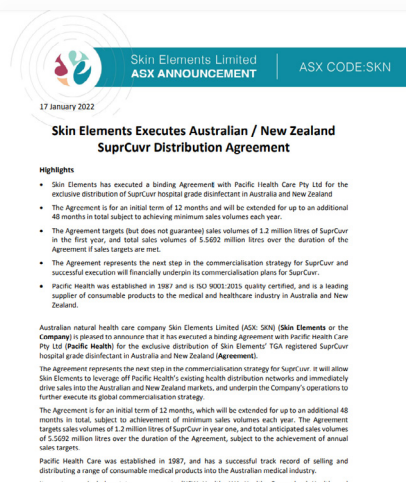 Skin Elements Limited
ASX ANNOUNCEMENT
ASX CODE:SKN
17 January 2022
Skin Elements Executes Australian / New Zealand
SuprCuvr Distribution Agreement
Highlights
• Skin Elements has executed a binding Agreement with Pacific Health Care Pty Ltd for the
exclusive distribution of SuprCuvr hospital grade disinfectant in Australia and New Zealand
• The Agreement is for an initial term of 12 months and will be extended for up to an additional
48 months in total subject to achieving minimum sales volumes each year.
• The Agreement targets (but does not guarantee) sales volumes of 1.2 million litres of SuprCuvr
in the first year, and total sales volumes of 5.5692 million litres over the duration of the
Agreement if sales targets are met.
• The Agreement represents the next step in the commercialisation strategy for SuprCuvr and
successful execution will financially underpin its commercialisation plans for SuprCuvr.
• Pacific Health was established in 1987 and is ISO 9001:2015 quality certified, and is a leading
supplier of consumable products to the medical and healthcare industry in Australia and New
Zealand.
Australian natural health care company Skin Elements Limited (ASX: SKN) (Skin Elements or the
Company) is pleased to announce that it has executed a binding Agreement with Pacific Health Care
Pty Ltd (Pacific Health) for the exclusive distribution of Skin Elements' TGA registered SuprCuvr
hospital grade disinfectant in Australia and New Zealand (Agreement).
The Agreement represents the next step in the commercialisation strategy for SuprCuvr. It will allow
Skin Elements to leverage off Pacific Health's existing health distribution networks and immediately
drive sales into the Australian and New Zealand markets, and underpin the Company's operations to
further execute its global commercialisation strategy.
The Agreement is for an initial term of 12 months, which will be extended for up to an additional 48
months in total, subject to achievement of minimum sales volumes each year. The Agreement
targets sales volumes of 1.2 million litres of SuprCuvr in year one, and total anticipated sales volumes
of 5.5692 million litres over the duration of the Agreement, subject to the achievement of annual
sales targets.
Pacific Health Care was established in 1987, and has a successful track record of selling and
distributing a range of consumable medical products into the Australian medical industry.